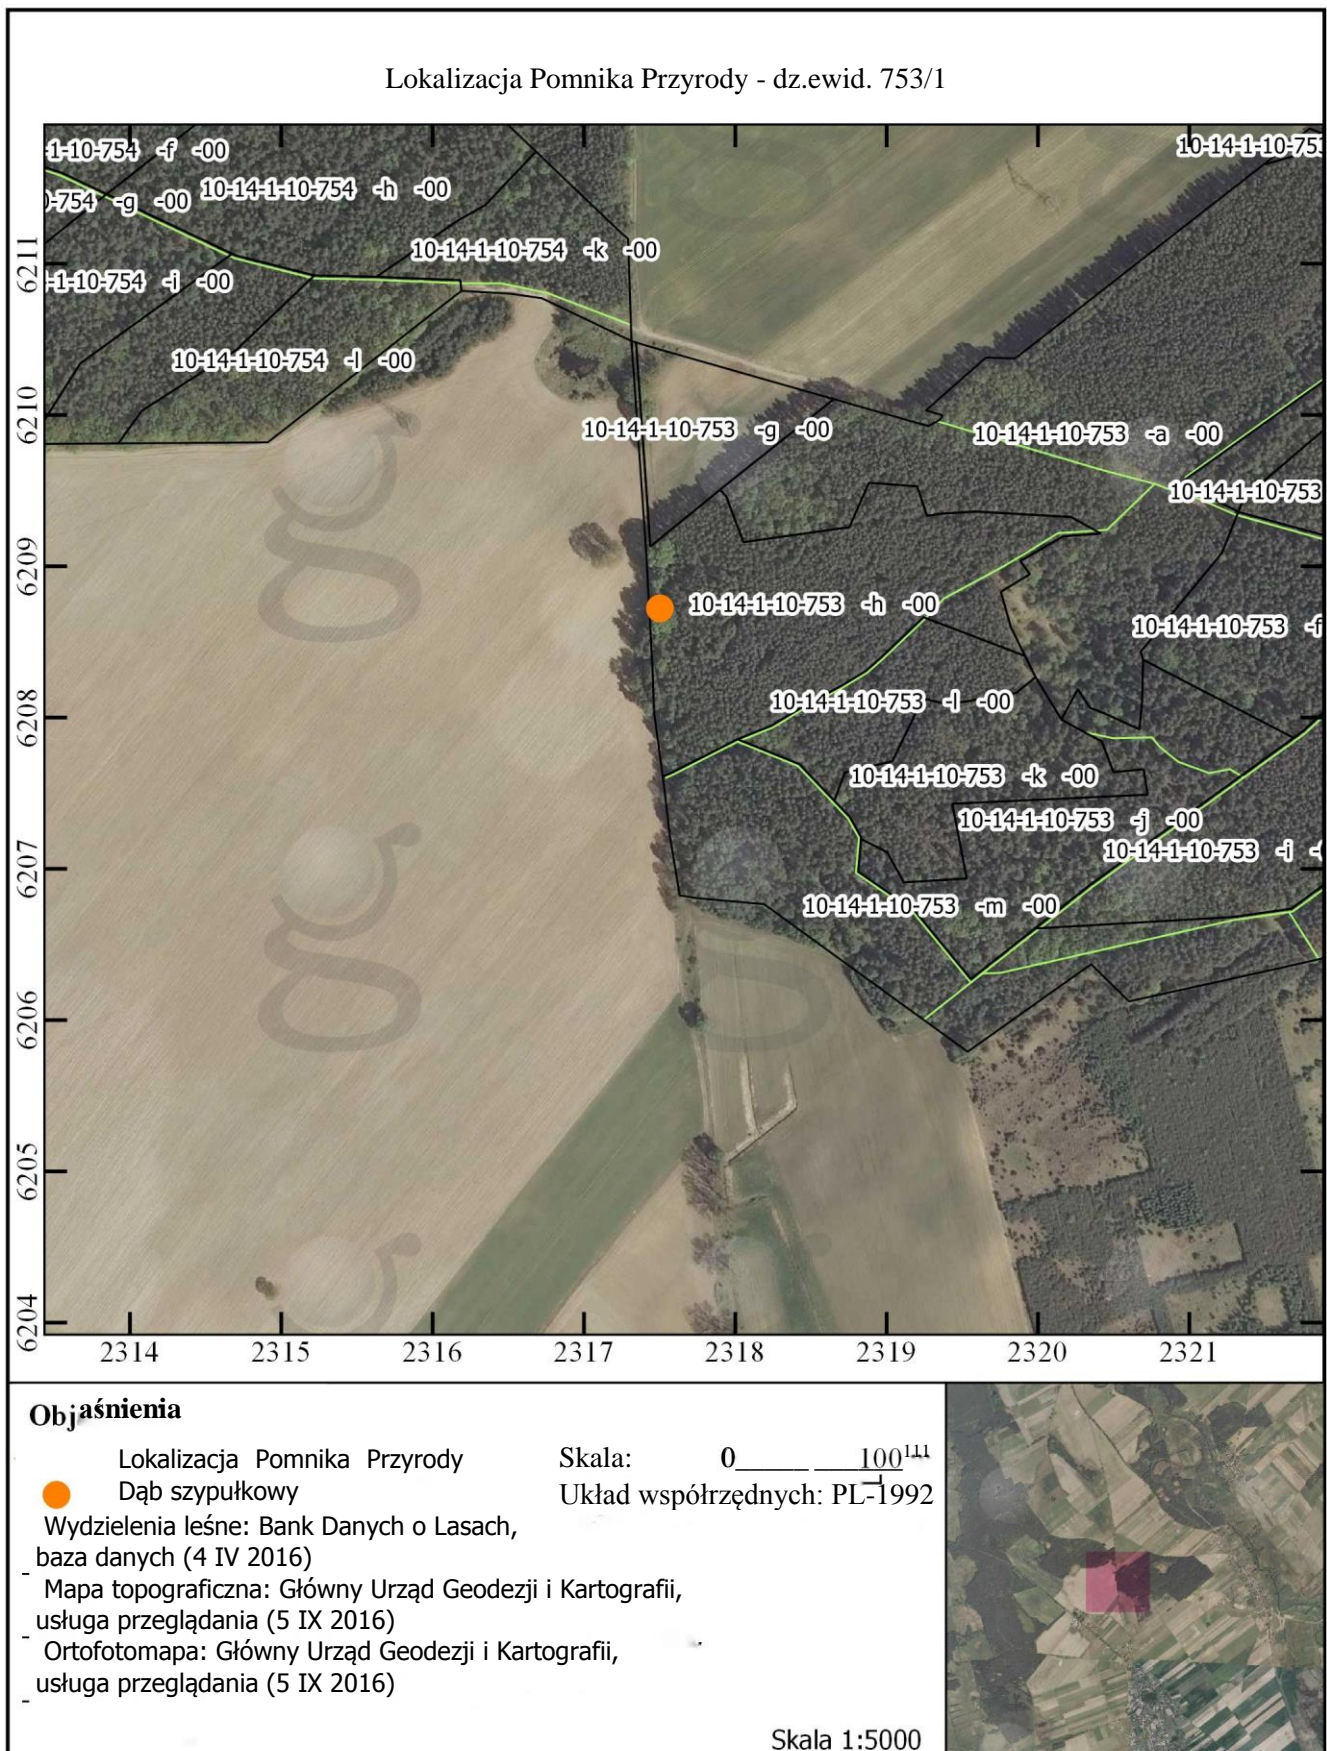 Lokalizacja Pomnika Przyrody - dz.ewid. 753/1
1-10-754 -f -00
10-14-1-10-753
10-14-1-10-754 -h -00
-754 -g -00
10-14-1-10-754 -k -00
-1-10-754 -i -00
10-14-1-10-754 -l -00
10-14-1-10-753 -g -00
10-14-1-10-753 -a -00
10-14-1-10-753
10-14-1-10-753 -h -00
10-14-1-10-753 -f
10-14-1-10-753 -l -00
10-14-1-10-753 -k -00
10-14-1-10-753 -j -00
10-14-1-10-753 -i -
10-14-1-10-753 -m -00
6211
6210
6209
6208
6207
6206
6205
6204
2314 2315 2316 2317 2318 2319 2320 2321
Objaśnienia
Lokalizacja Pomnika Przyrody
Dąb szypułkowy
Skala: 0 100
Układ współrzędnych: PL-1992
Wydzielenia leśne: Bank Danych o Lasach,
baza danych (4 IV 2016)
Mapa topograficzna: Główny Urząd Geodezji i Kartografii,
usługa przeglądania (5 IX 2016)
Ortofotomapa: Główny Urząd Geodezji i Kartografii,
usługa przeglądania (5 IX 2016)
Skala 1:5000